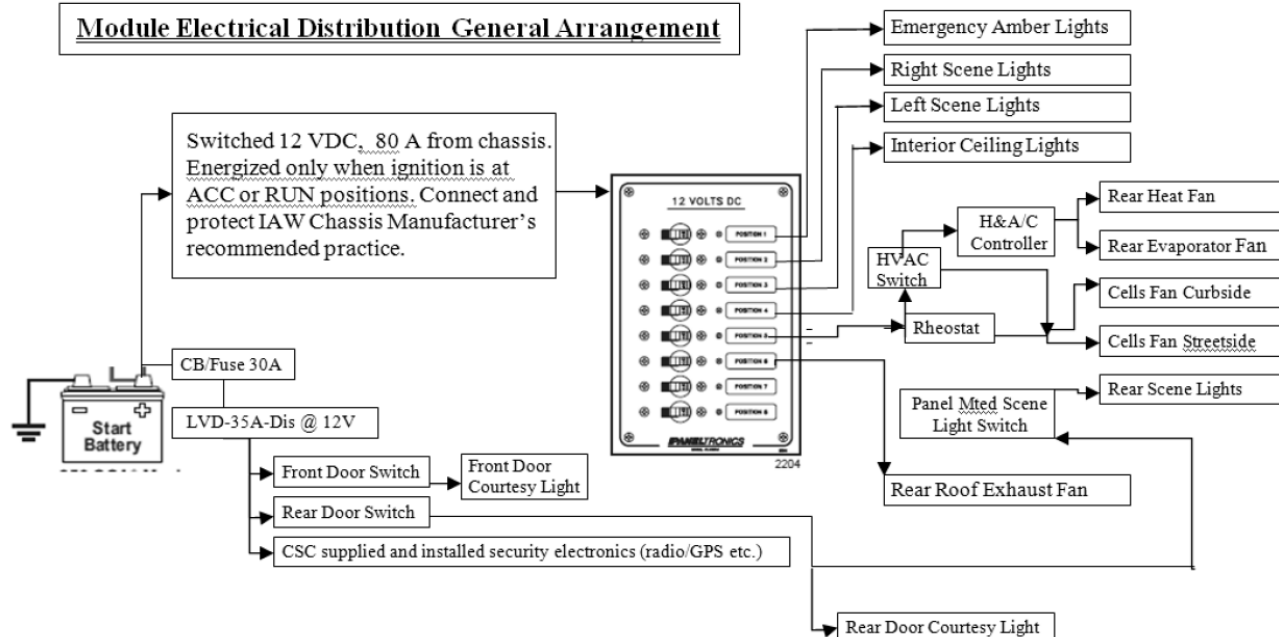 Module Electrical Distribution General Arrangement
Emergency Amber Lights
Right Scene Lights
Left Scene Lights
Interior Ceiling Lights
Switched 12 VDC, 80 A from chassis.
Energized only when ignition is at
ACC or RUN positions. Connect and
protect IAW Chassis Manufacturer's
recommended practice.
12 VOLTS DC
POSITION 1
POSITION 2
POSITION 3
POSITION 4
POSITION 5
POSITION 6
POSITION 7
POSITION 8
PANELTRONICS
2204
H&A/C
Controller
Rear Heat Fan
Rear Evaporator Fan
HVAC
Switch
Cells Fan Curbside
Rheostat
Cells Fan Streetside
CB/Fuse 30A
Rear Scene Lights
Panel Mted Scene
Light Switch
- +
Start
Battery
LVD-35A-Dis @ 12V
Front Door Switch
Front Door
Courtesy Light
Rear Roof Exhaust Fan
Rear Door Switch
CSC supplied and installed security electronics (radio/GPS etc.)
Rear Door Courtesy Light